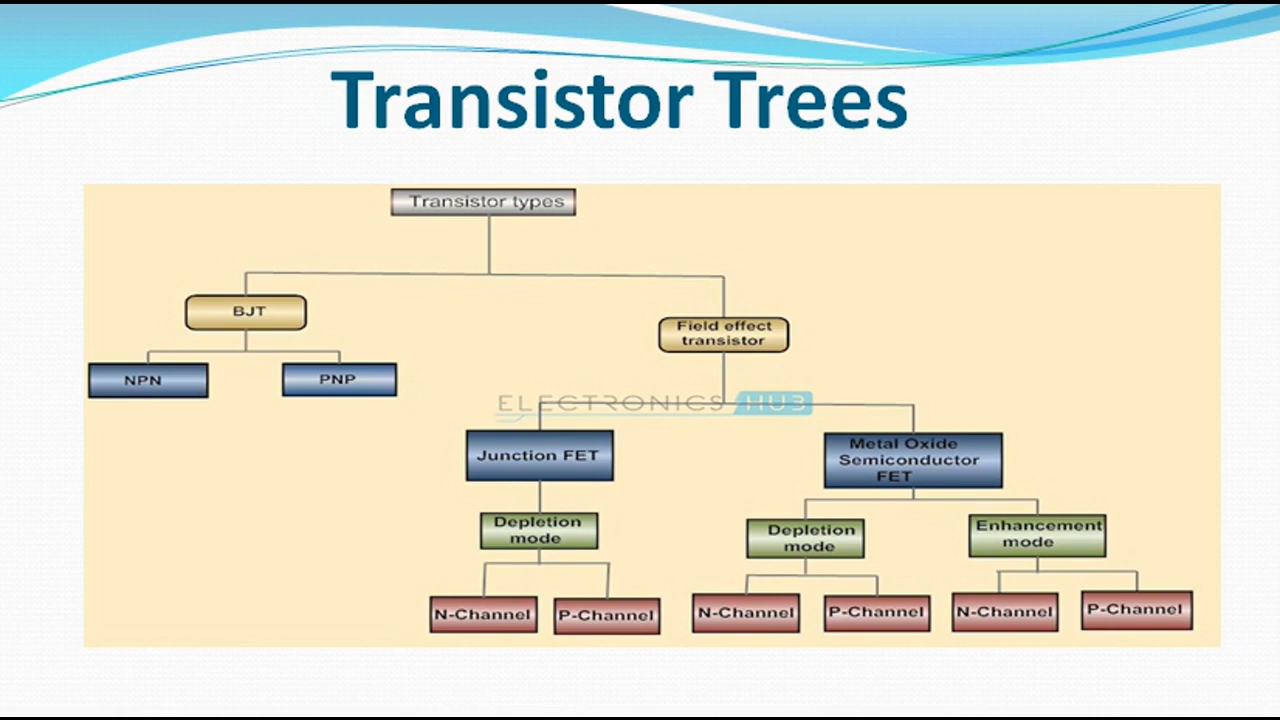 Transistor Trees
Transistor types
BJT
Field effect
transistor
NPN
PNP
ELECTRONICS HUB
Junction FET
Metal Oxide
Semiconductor
FET
Depletion
mode
Depletion
mode
Enhancement
mode
N-Channel
P-Channel
N-Channel
P-Channel
N-Channel
P-Channel